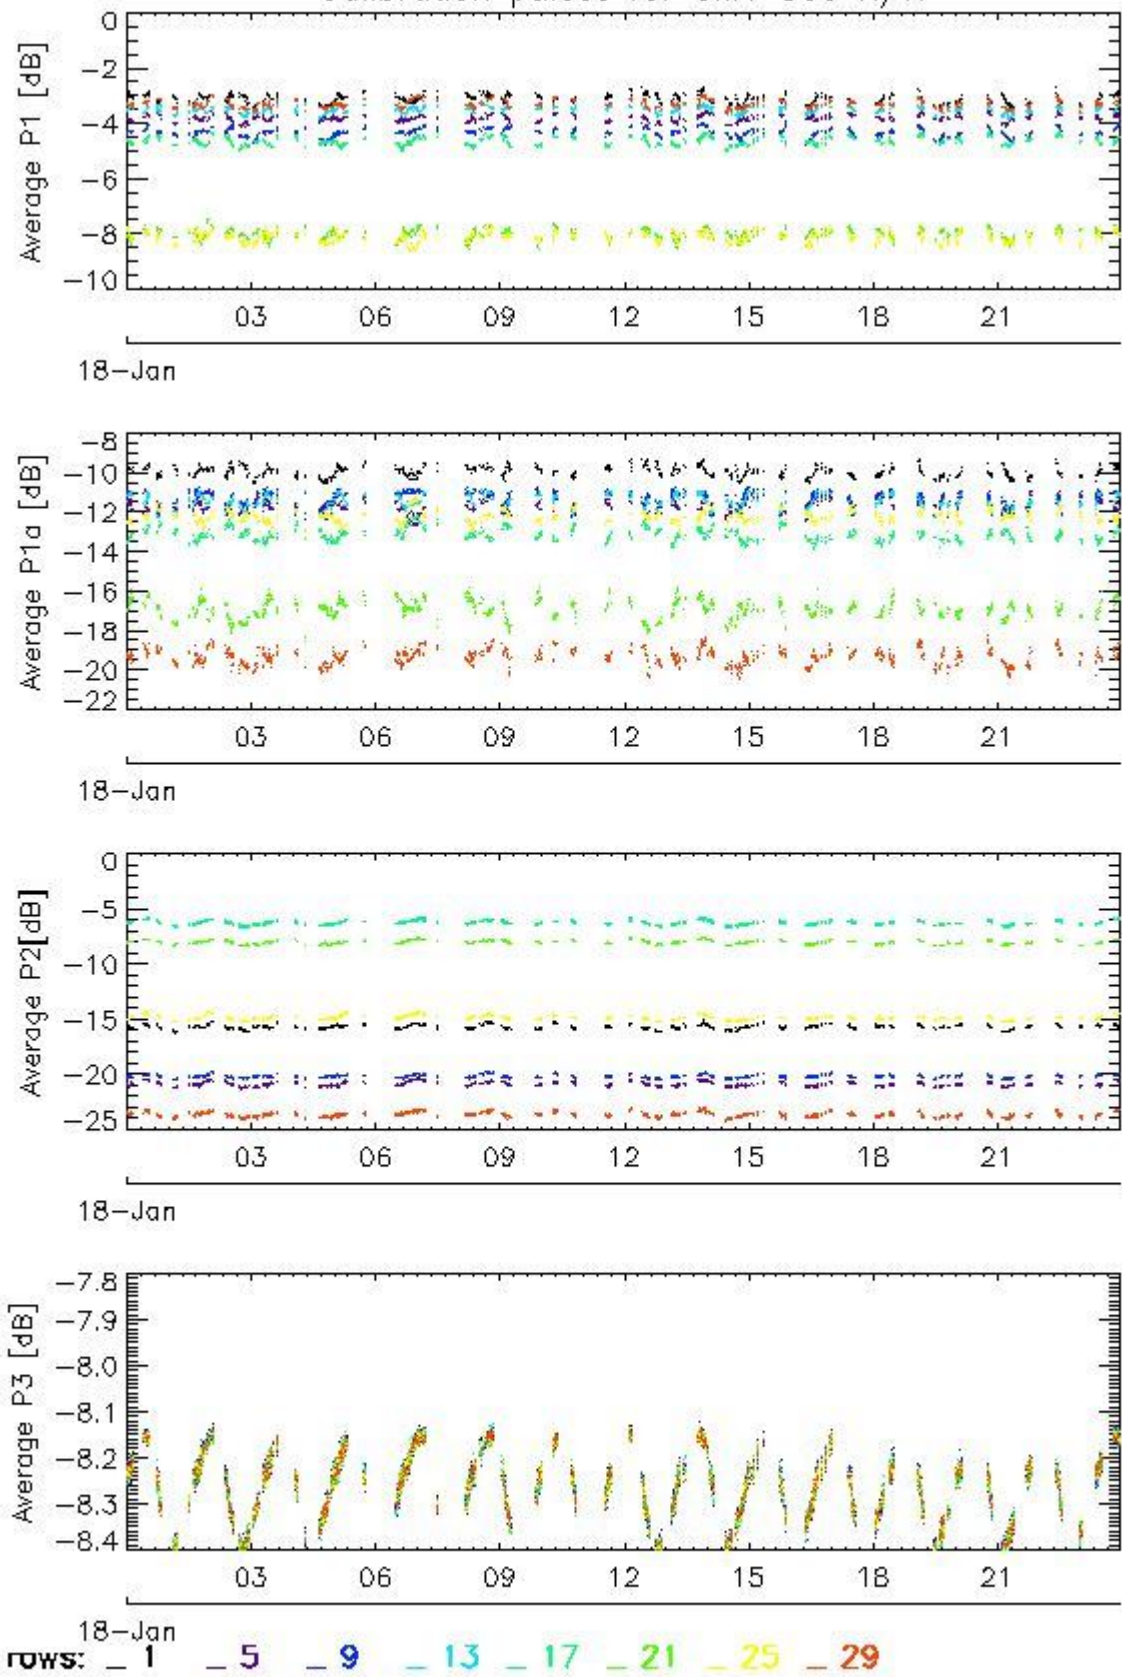 Average P1 [dB]
0
-2
-4
-6
-8
-10
03 06 09 12 15 18 21
18-Jan
Average P1a [dB]
-8
-10
-12
-14
-16
-18
-20
-22
03 06 09 12 15 18 21
18-Jan
Average P2[dB]
0
-5
-10
-15
-20
-25
03 06 09 12 15 18 21
18-Jan
Average P3 [dB]
-7.8
-7.9
-8.0
-8.1
-8.2
-8.3
-8.4
03 06 09 12 15 18 21
18-Jan
rows: _ 1 _ 5 _ 9 _ 13 _ 17 _ 21 _ 25 _ 29